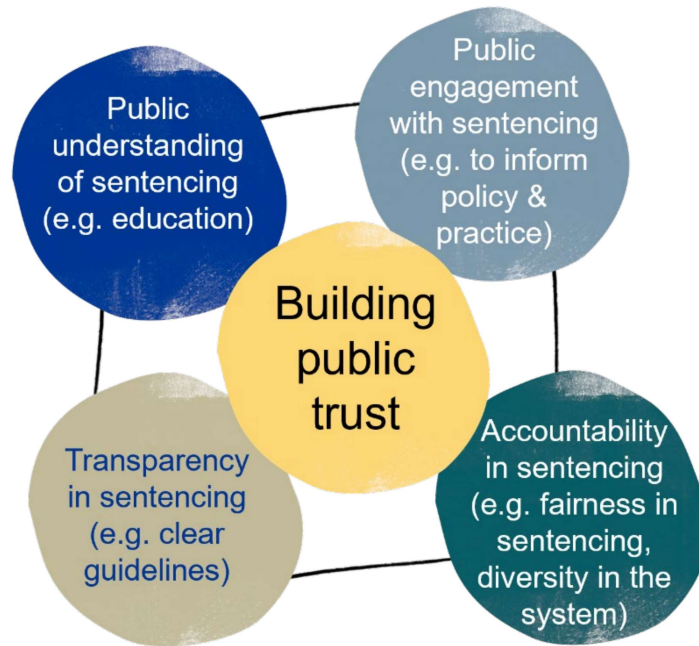 Public
understanding
of sentencing
(e.g. education)
Public
engagement
with sentencing
(e.g. to inform
policy &
practice)
Building
public
trust
Transparency
in sentencing
(e.g. clear
guidelines)
Accountability
in sentencing
(e.g. fairness in
sentencing,
diversity in the
system)